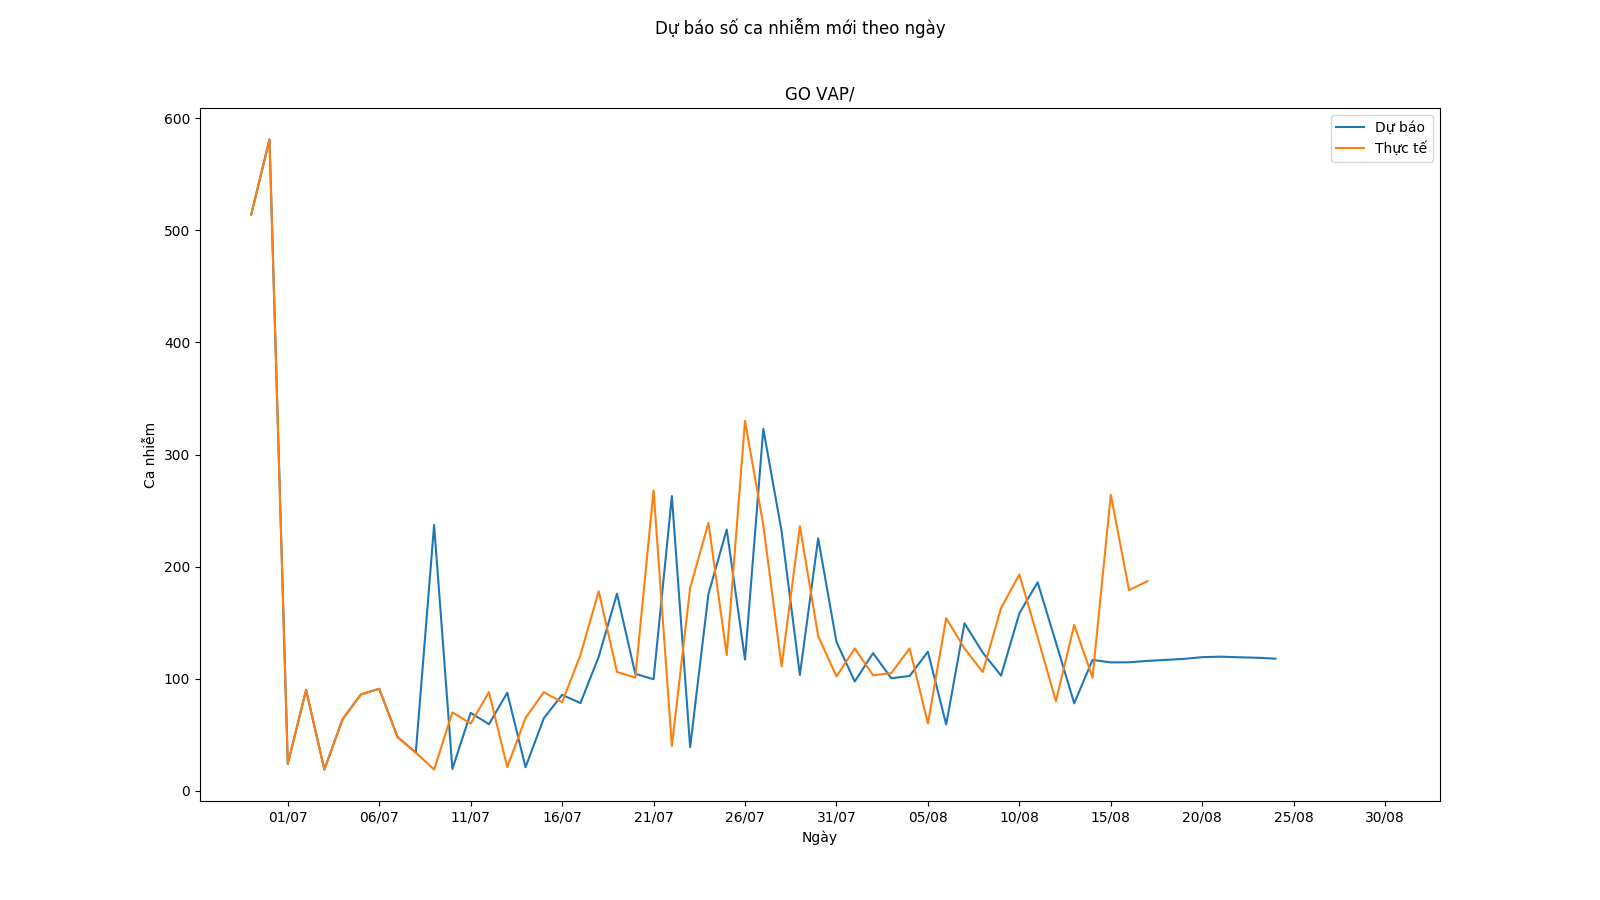 Dự báo số ca nhiễm mới theo ngày
GO VAP/
Dự báo
Thực tế
Ca nhiễm
600
500
400
300
200
100
0
01/07 06/07 11/07 16/07 21/07 26/07 31/07 05/08 10/08 15/08 20/08 25/08 30/08
Ngày